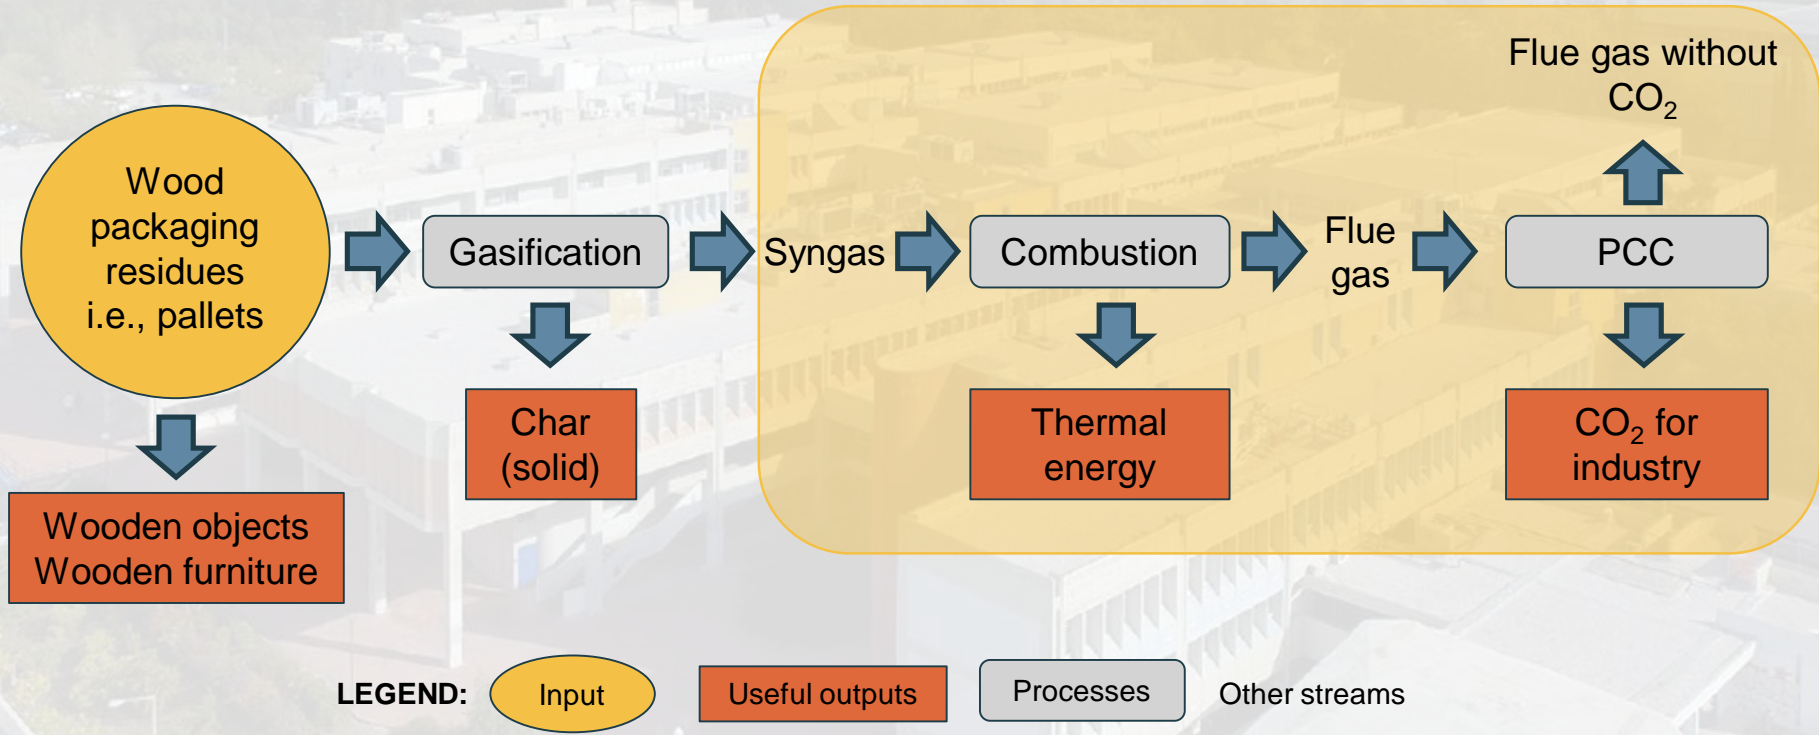 Flue gas without
CO₂
Wood
packaging
residues
i.e., pallets
Gasification
Syngas
Combustion
Flue
gas
PCC
Char
(solid)
Thermal
energy
CO₂ for
industry
Wooden objects
Wooden furniture
LEGEND:
Input
Useful outputs
Processes
Other streams